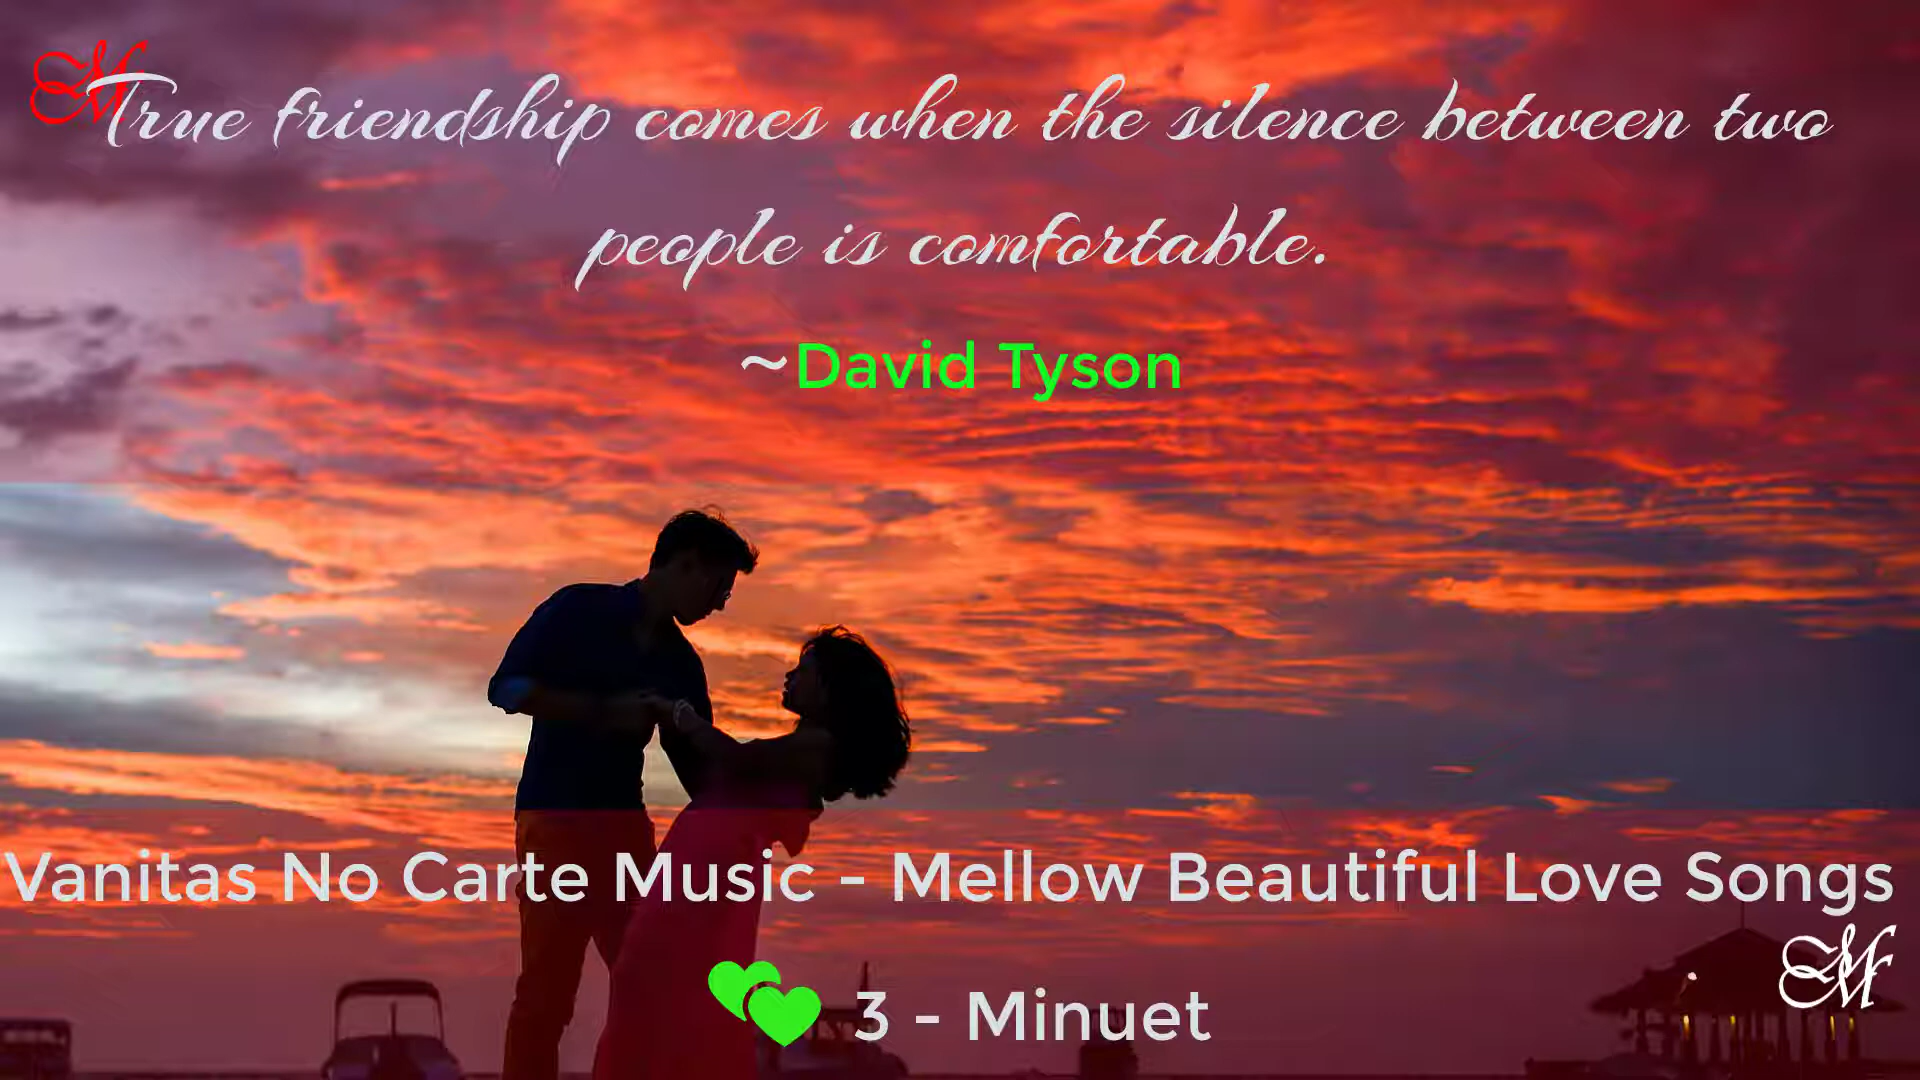 True friendship comes when the silence between two
people is comfortable.
~David Tyson
Vanitas No Carte Music - Mellow Beautiful Love Songs
3 - Minuet